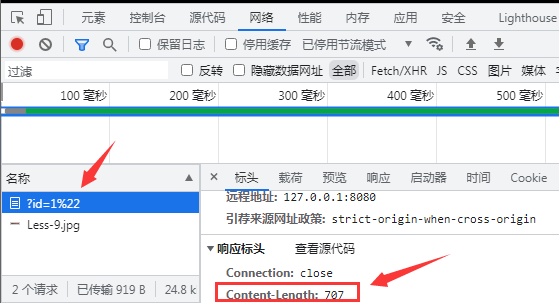 元素 控制台 源代码 网络 性能 内存 应用 安全 Lighthouse
保留日志 停用缓存 已停用节流模式
过滤 反转 隐藏数据网址 全部 Fetch/XHR JS CSS 图片 媒体
100 毫秒 200 毫秒 300 毫秒 400 毫秒 500 毫秒
名称 × 标头 载荷 预览 响应 启动器 时间 Cookie
?id=1%22
Less-9.jpg
远程地址: 127.0.0.1:8080
引荐来源网址政策: strict-origin-when-cross-origin
响应标头 查看源代码
Connection: close
Content-Length: 707
2 个请求 已传输 919 B 24.8 k